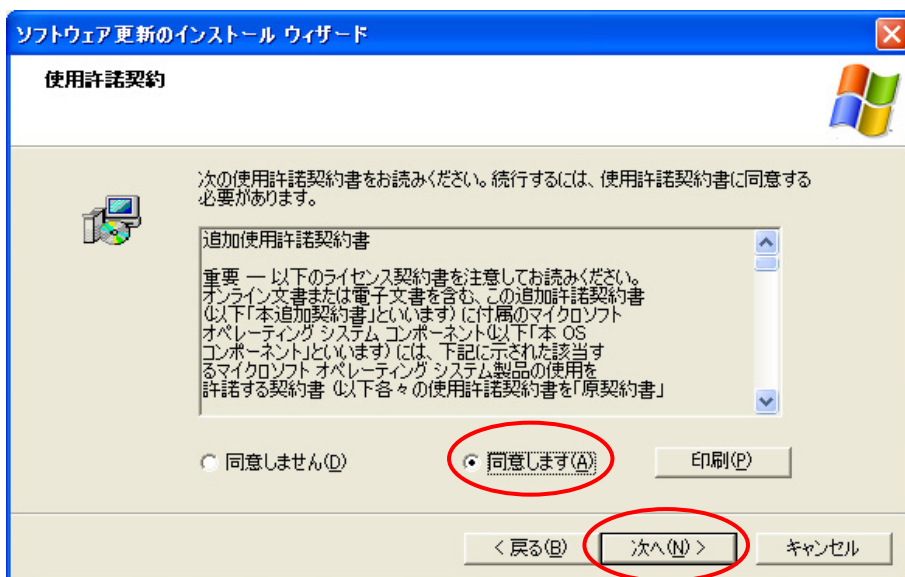 ソフトウェア更新のインストール ウィザード
使用許諾契約
次の使用許諾契約書をお読みください。続行するには、使用許諾契約書に同意する
必要があります。
追加使用許諾契約書
重要 ― 以下のライセンス契約書を注意してお読みください。
オンライン文書または電子文書を含む、この追加許諾契約書
(以下「本追加契約書」といいます) に付属のマイクロソフト
オペレーティング システム コンポーネント(以下「本 OS
コンポーネント」といいます) には、下記に示された該当す
るマイクロソフト オペレーティング システム製品の使用を
許諾する契約書 (以下各々の使用許諾契約書を「原契約書」
同意しません(D)
同意します(A)
印刷(P)
< 戻る(B)
次へ(N) >
キャンセル